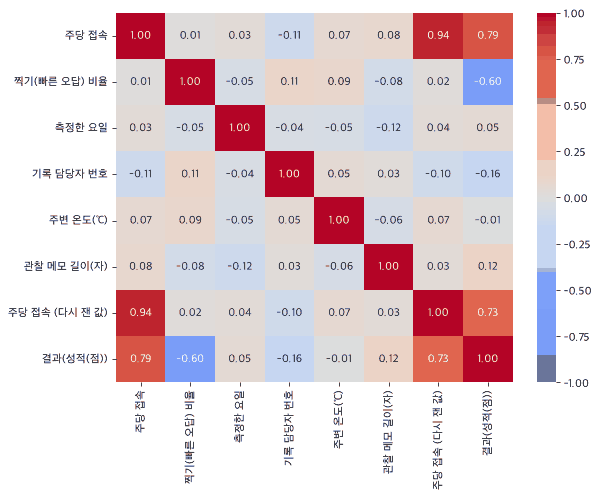 주당 접속 1.00 0.01 0.03 -0.11 0.07 0.08 0.94 0.79
찍기(빠른 오답) 비율 0.01 1.00 -0.05 0.11 0.09 -0.08 0.02 -0.60
측정한 요일 0.03 -0.05 1.00 -0.04 -0.05 -0.12 0.04 0.05
기록 담당자 번호 -0.11 0.11 -0.04 1.00 0.05 0.03 -0.10 -0.16
주변 온도(℃) 0.07 0.09 -0.05 0.05 1.00 -0.06 0.07 -0.01
관찰 메모 길이(자) 0.08 -0.08 -0.12 0.03 -0.06 1.00 0.03 0.12
주당 접속 (다시 잰 값) 0.94 0.02 0.04 -0.10 0.07 0.03 1.00 0.73
결과(성적(점)) 0.79 -0.60 0.05 -0.16 -0.01 0.12 0.73 1.00
주당 접속
찍기(빠른 오답) 비율
측정한 요일
기록 담당자 번호
주변 온도(℃)
관찰 메모 길이(자)
주당 접속 (다시 잰 값)
결과(성적(점))
1.00
0.75
0.50
0.25
0.00
-0.25
-0.50
-0.75
-1.00